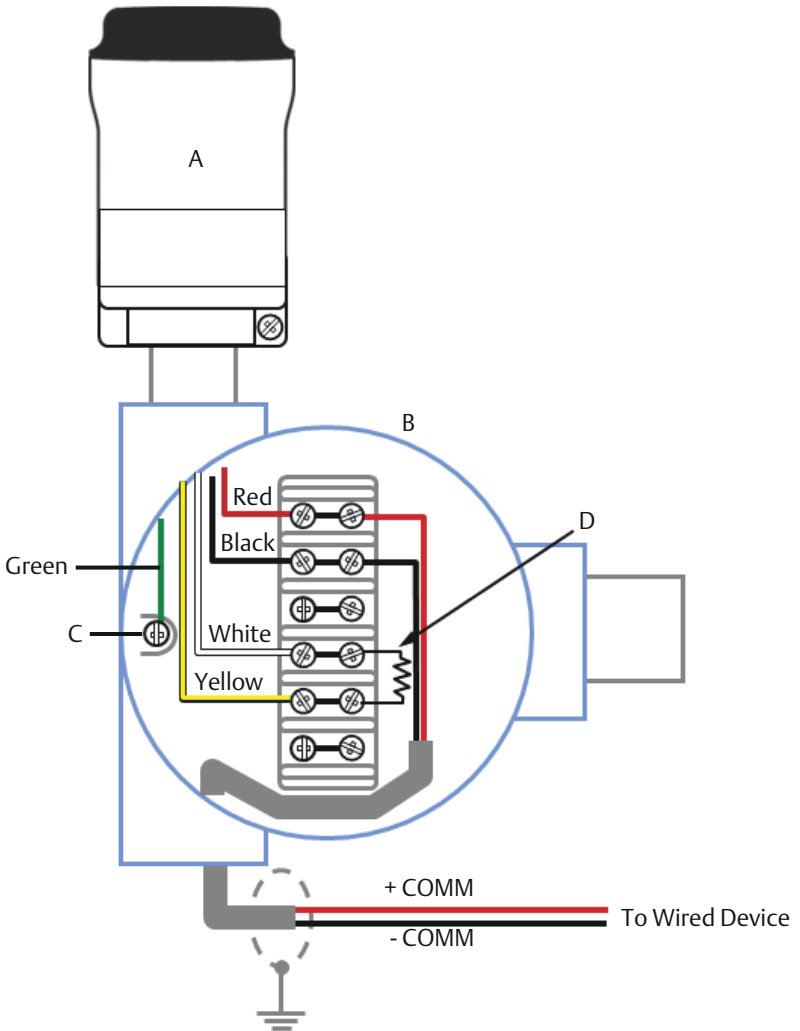 A
B
Red
D
Black
Green
C
White
Yellow
+ COMM
To Wired Device
- COMM